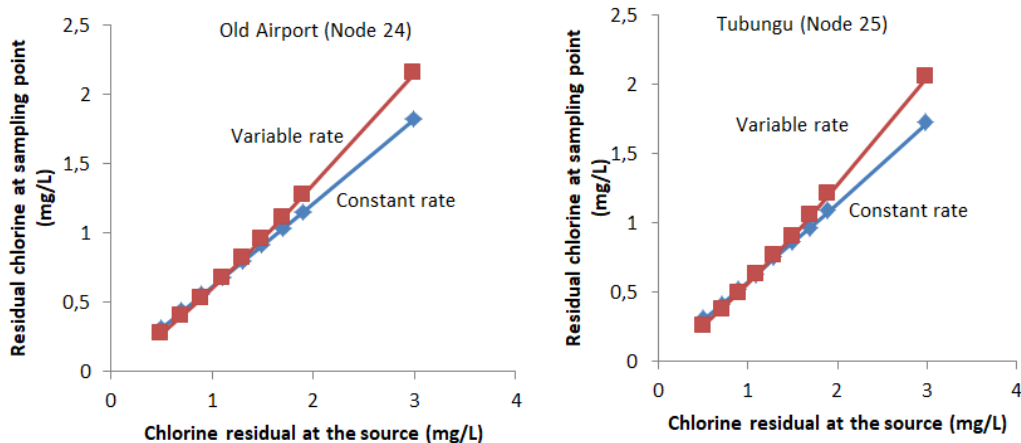 Old Airport (Node 24)
Residual chlorine at sampling point
(mg/L)
2,5
2
1,5
1
0,5
0
Variable rate
Constant rate
0
1
2
3
4
Chlorine residual at the source (mg/L)
Tubungu (Node 25)
Residual chlorine at sampling point
(mg/L)
2,5
2
1,5
1
0,5
0
Variable rate
Constant rate
0
1
2
3
4
Chlorine residual at the source (mg/L)